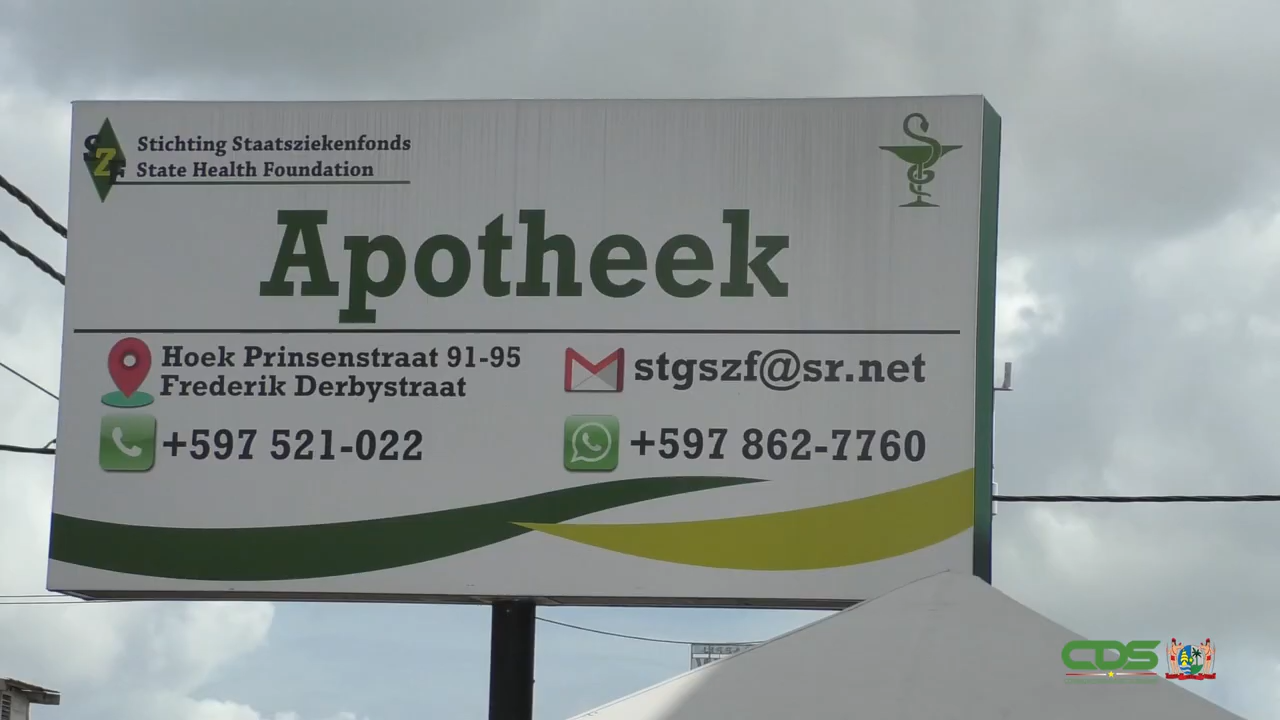 SZF
Stichting Staatsziekenfonds
State Health Foundation
Apotheek
Hoek Prinsenstraat 91-95
Frederik Derbystraat
stgszf@sr.net
+597 521-022
+597 862-7760
CDS